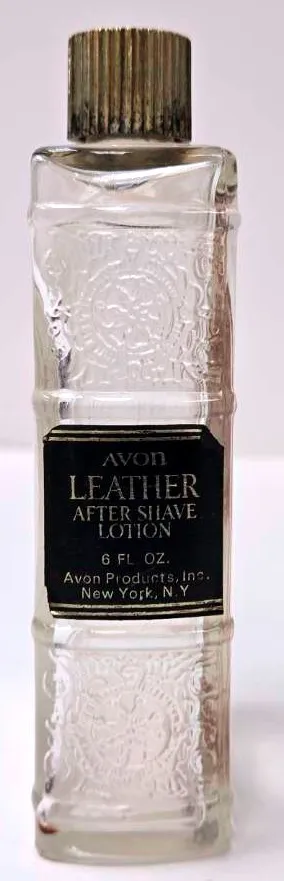 AVON
LEATHER
AFTER SHAVE
LOTION
6 FL. OZ.
Avon Products, Inc.
New York, N.Y